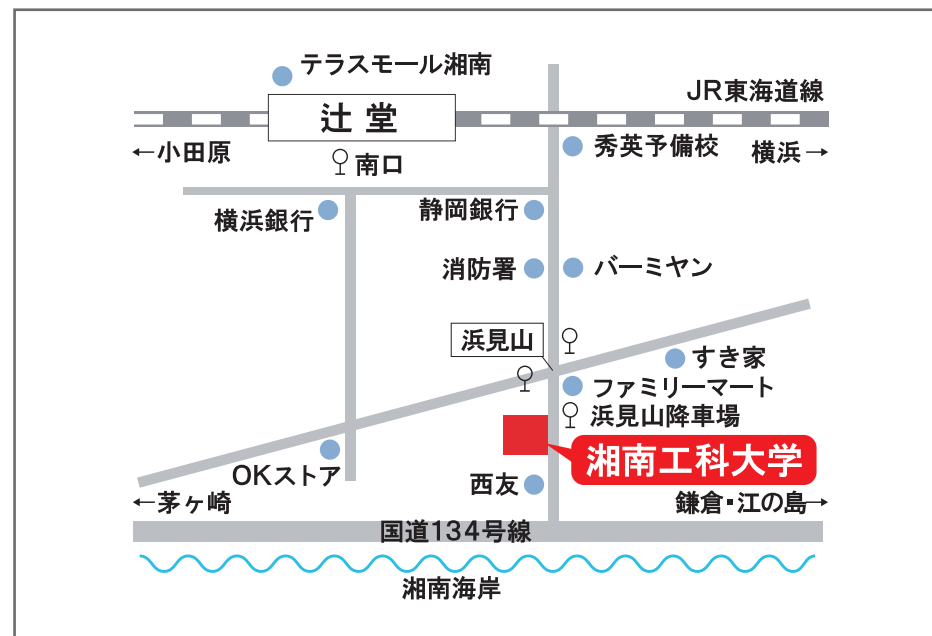 テラスモール湘南
JR東海道線
辻堂
←小田原
南口
秀英予備校
横浜→
横浜銀行
静岡銀行
消防署
バーミヤン
浜見山
すき家
ファミリーマート
浜見山降車場
湘南工科大学
OKストア
西友
←茅ヶ崎
鎌倉・江の島→
国道134号線
湘南海岸